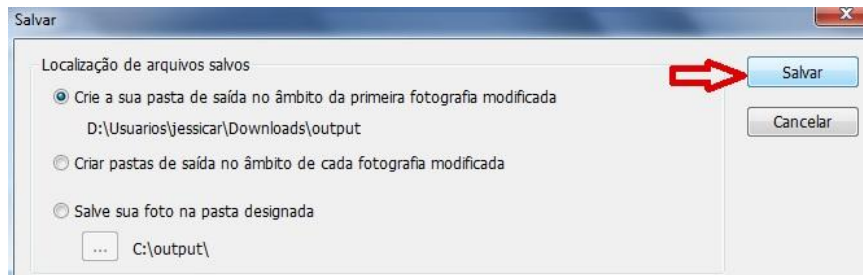 Salvar
X
Localização de arquivos salvos
Salvar
Crie a sua pasta de saída no âmbito da primeira fotografia modificada
D:\Usuarios\jessicar\Downloads\output
Cancelar
Criar pastas de saída no âmbito de cada fotografia modificada
Salve sua foto na pasta designada
... C:\output\